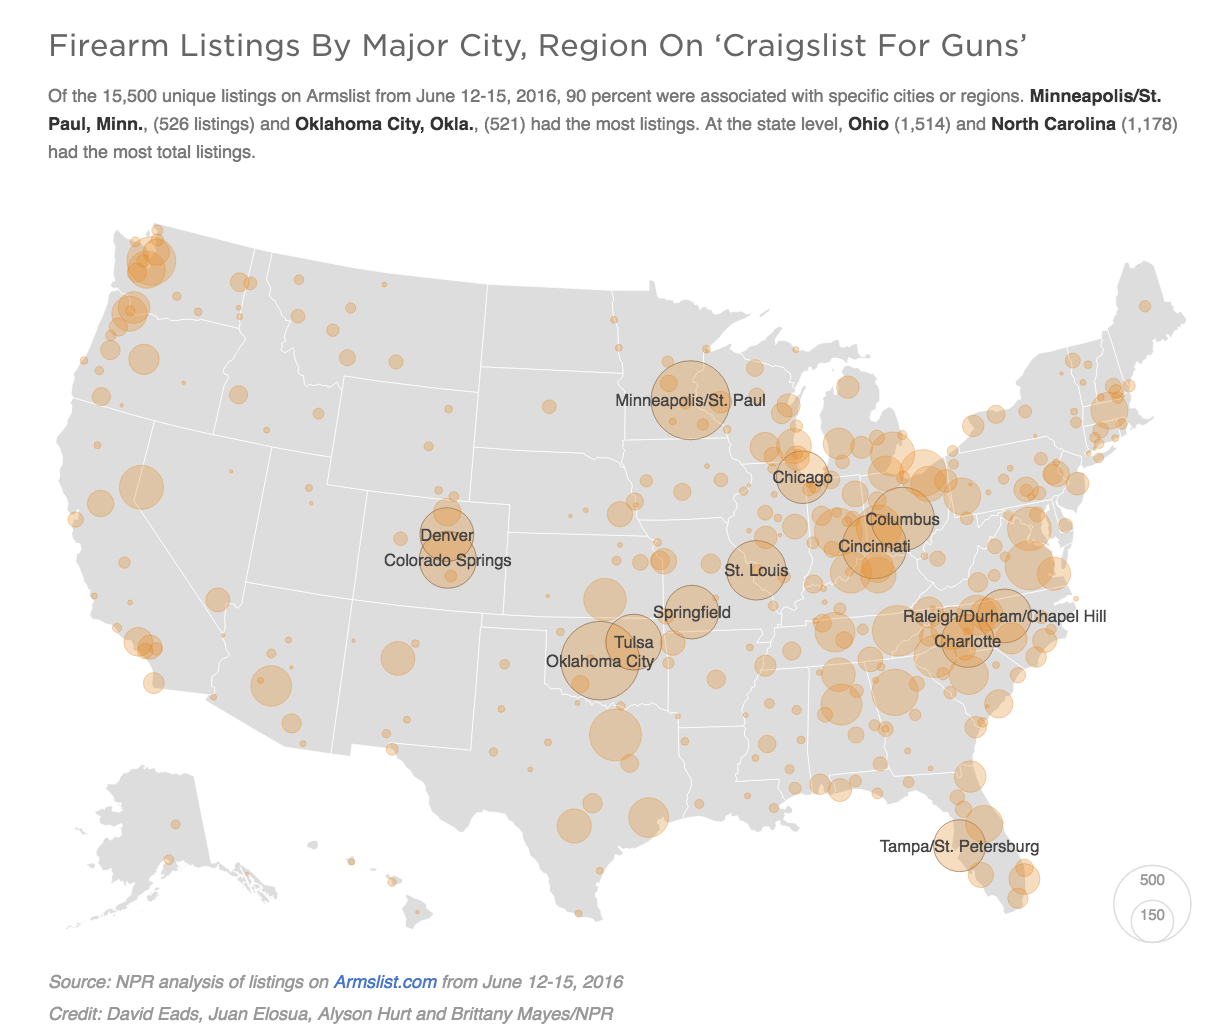 Firearm Listings By Major City, Region On ‘Craigslist For Guns’
Of the 15,500 unique listings on Armslist from June 12-15, 2016, 90 percent were associated with specific cities or regions. Minneapolis/St.
Paul, Minn., (526 listings) and Oklahoma City, Okla., (521) had the most listings. At the state level, Ohio (1,514) and North Carolina (1,178)
had the most total listings.
Minneapolis/St. Paul
Chicago
Columbus
Denver
Cincinnati
Colorado Springs
St. Louis
Springfield
Raleigh/Durham/Chapel Hill
Tulsa
Charlotte
Oklahoma City
Tampa/St. Petersburg
500
150
Source: NPR analysis of listings on Armslist.com from June 12-15, 2016
Credit: David Eads, Juan Elosua, Alyson Hurt and Brittany Mayes/NPR